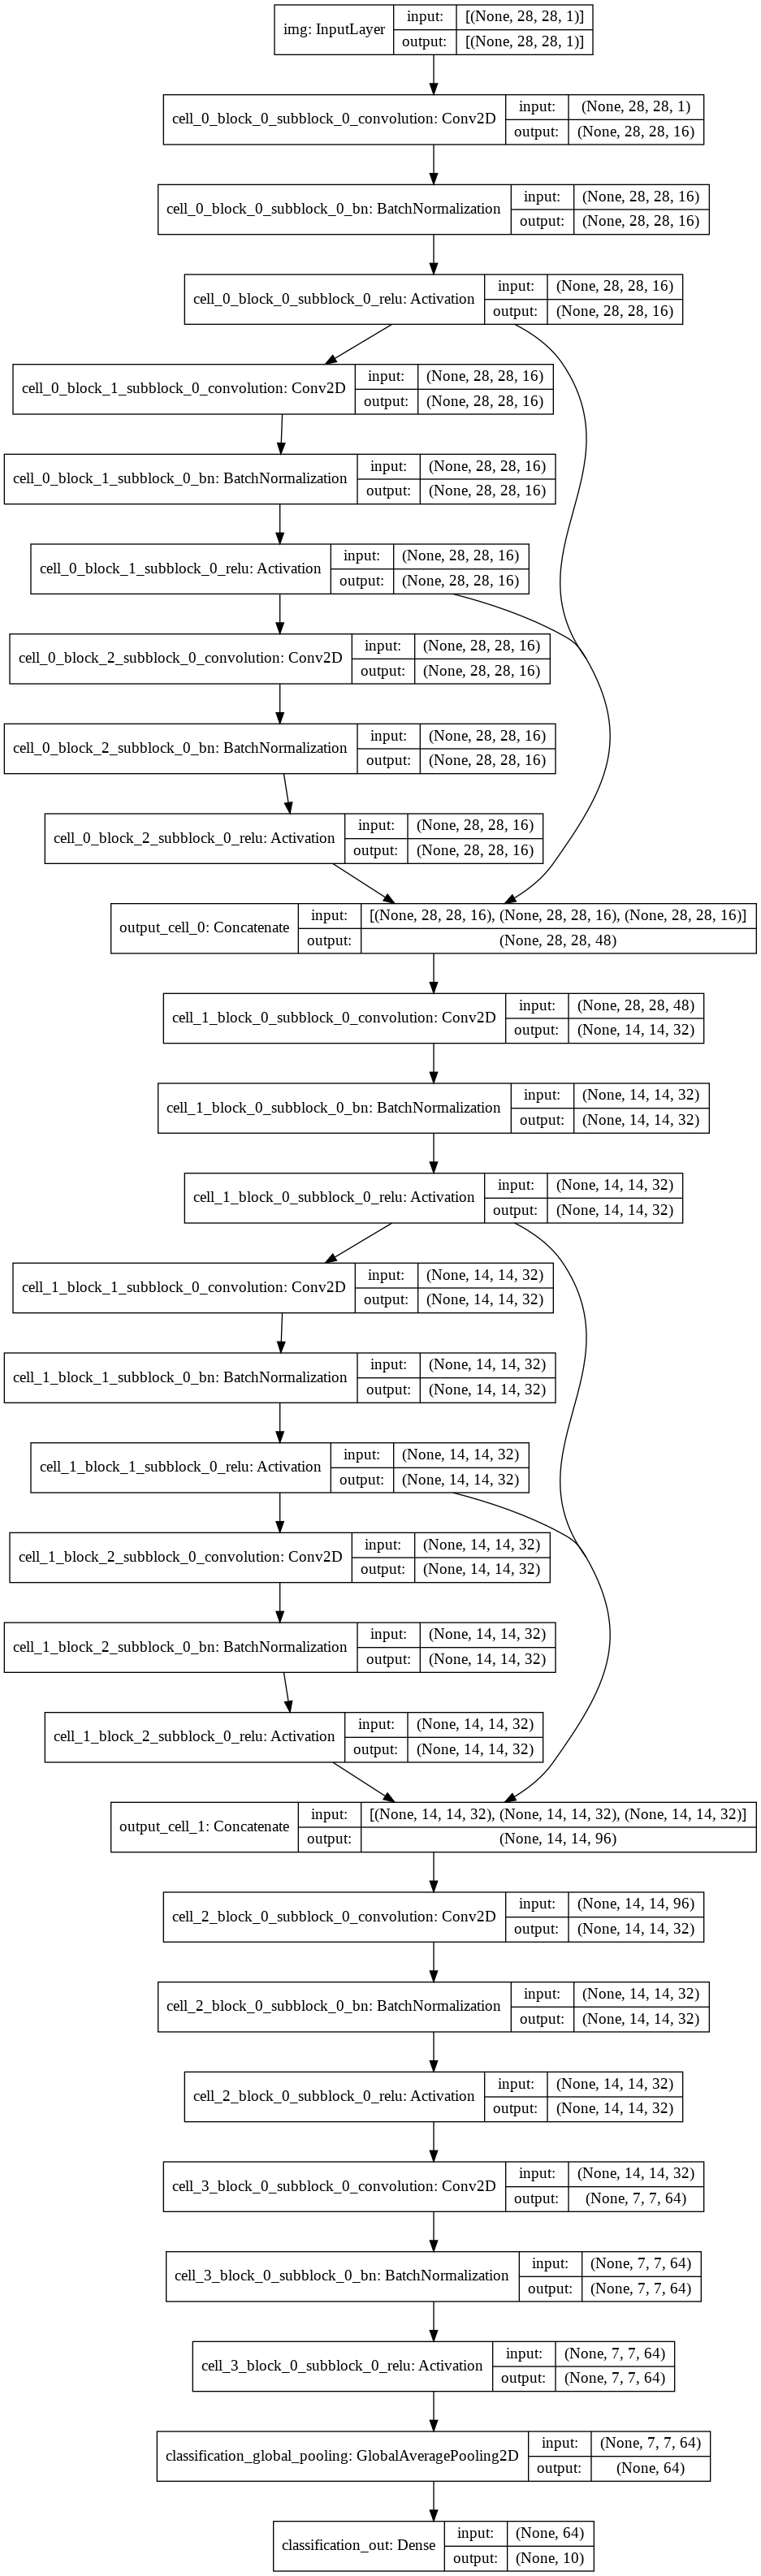 img: InputLayer
input: [(None, 28, 28, 1)]
output: [(None, 28, 28, 1)]
cell_0_block_0_subblock_0_convolution: Conv2D
input: (None, 28, 28, 1)
output: (None, 28, 28, 16)
cell_0_block_0_subblock_0_bn: BatchNormalization
input: (None, 28, 28, 16)
output: (None, 28, 28, 16)
cell_0_block_0_subblock_0_relu: Activation
input: (None, 28, 28, 16)
output: (None, 28, 28, 16)
cell_0_block_1_subblock_0_convolution: Conv2D
input: (None, 28, 28, 16)
output: (None, 28, 28, 16)
cell_0_block_1_subblock_0_bn: BatchNormalization
input: (None, 28, 28, 16)
output: (None, 28, 28, 16)
cell_0_block_1_subblock_0_relu: Activation
input: (None, 28, 28, 16)
output: (None, 28, 28, 16)
cell_0_block_2_subblock_0_convolution: Conv2D
input: (None, 28, 28, 16)
output: (None, 28, 28, 16)
cell_0_block_2_subblock_0_bn: BatchNormalization
input: (None, 28, 28, 16)
output: (None, 28, 28, 16)
cell_0_block_2_subblock_0_relu: Activation
input: (None, 28, 28, 16)
output: (None, 28, 28, 16)
output_cell_0: Concatenate
input: [(None, 28, 28, 16), (None, 28, 28, 16), (None, 28, 28, 16)]
output: (None, 28, 28, 48)
cell_1_block_0_subblock_0_convolution: Conv2D
input: (None, 28, 28, 48)
output: (None, 14, 14, 32)
cell_1_block_0_subblock_0_bn: BatchNormalization
input: (None, 14, 14, 32)
output: (None, 14, 14, 32)
cell_1_block_0_subblock_0_relu: Activation
input: (None, 14, 14, 32)
output: (None, 14, 14, 32)
cell_1_block_1_subblock_0_convolution: Conv2D
input: (None, 14, 14, 32)
output: (None, 14, 14, 32)
cell_1_block_1_subblock_0_bn: BatchNormalization
input: (None, 14, 14, 32)
output: (None, 14, 14, 32)
cell_1_block_1_subblock_0_relu: Activation
input: (None, 14, 14, 32)
output: (None, 14, 14, 32)
cell_1_block_2_subblock_0_convolution: Conv2D
input: (None, 14, 14, 32)
output: (None, 14, 14, 32)
cell_1_block_2_subblock_0_bn: BatchNormalization
input: (None, 14, 14, 32)
output: (None, 14, 14, 32)
cell_1_block_2_subblock_0_relu: Activation
input: (None, 14, 14, 32)
output: (None, 14, 14, 32)
output_cell_1: Concatenate
input: [(None, 14, 14, 32), (None, 14, 14, 32), (None, 14, 14, 32)]
output: (None, 14, 14, 96)
cell_2_block_0_subblock_0_convolution: Conv2D
input: (None, 14, 14, 96)
output: (None, 14, 14, 32)
cell_2_block_0_subblock_0_bn: BatchNormalization
input: (None, 14, 14, 32)
output: (None, 14, 14, 32)
cell_2_block_0_subblock_0_relu: Activation
input: (None, 14, 14, 32)
output: (None, 14, 14, 32)
cell_3_block_0_subblock_0_convolution: Conv2D
input: (None, 14, 14, 32)
output: (None, 7, 7, 64)
cell_3_block_0_subblock_0_bn: BatchNormalization
input: (None, 7, 7, 64)
output: (None, 7, 7, 64)
cell_3_block_0_subblock_0_relu: Activation
input: (None, 7, 7, 64)
output: (None, 7, 7, 64)
classification_global_pooling: GlobalAveragePooling2D
input: (None, 7, 7, 64)
output: (None, 64)
classification_out: Dense
input: (None, 64)
output: (None, 10)